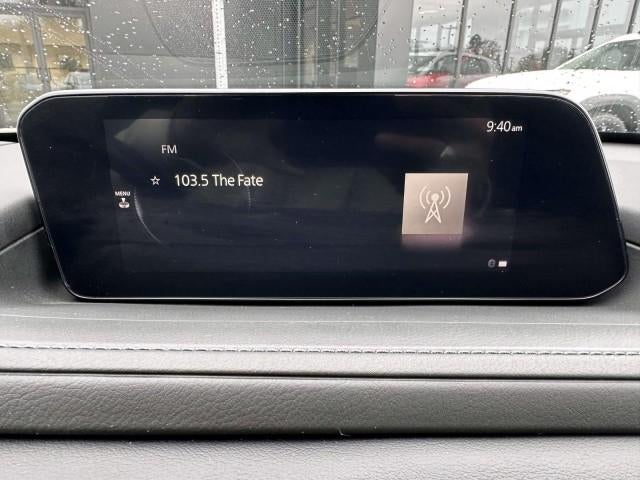 9:40am
FM
☆ 103.5 The Fate
MENU